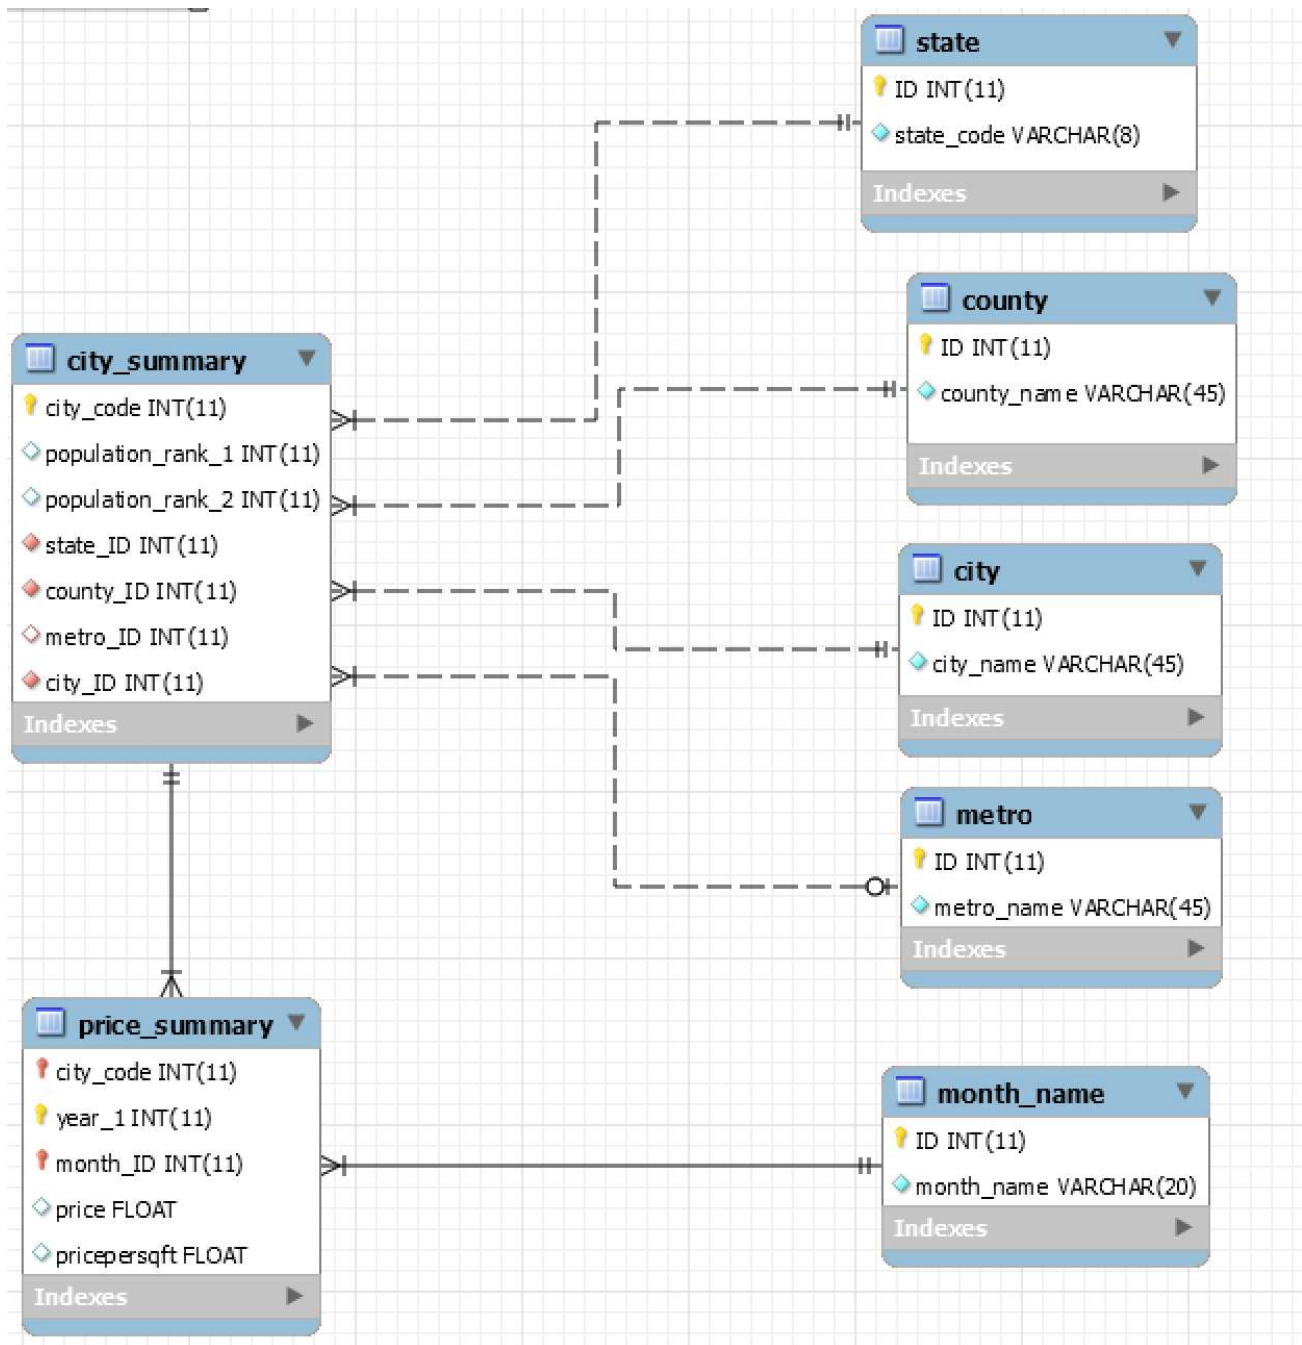 state
ID INT(11)
state_code VARCHAR(8)
Indexes
county
ID INT(11)
county_name VARCHAR(45)
Indexes
city_summary
city_code INT(11)
population_rank_1 INT(11)
population_rank_2 INT(11)
state_ID INT(11)
county_ID INT(11)
metro_ID INT(11)
city_ID INT(11)
Indexes
city
ID INT(11)
city_name VARCHAR(45)
Indexes
metro
ID INT(11)
metro_name VARCHAR(45)
Indexes
price_summary
city_code INT(11)
year_1 INT(11)
month_ID INT(11)
price FLOAT
pricepersqft FLOAT
Indexes
month_name
ID INT(11)
month_name VARCHAR(20)
Indexes